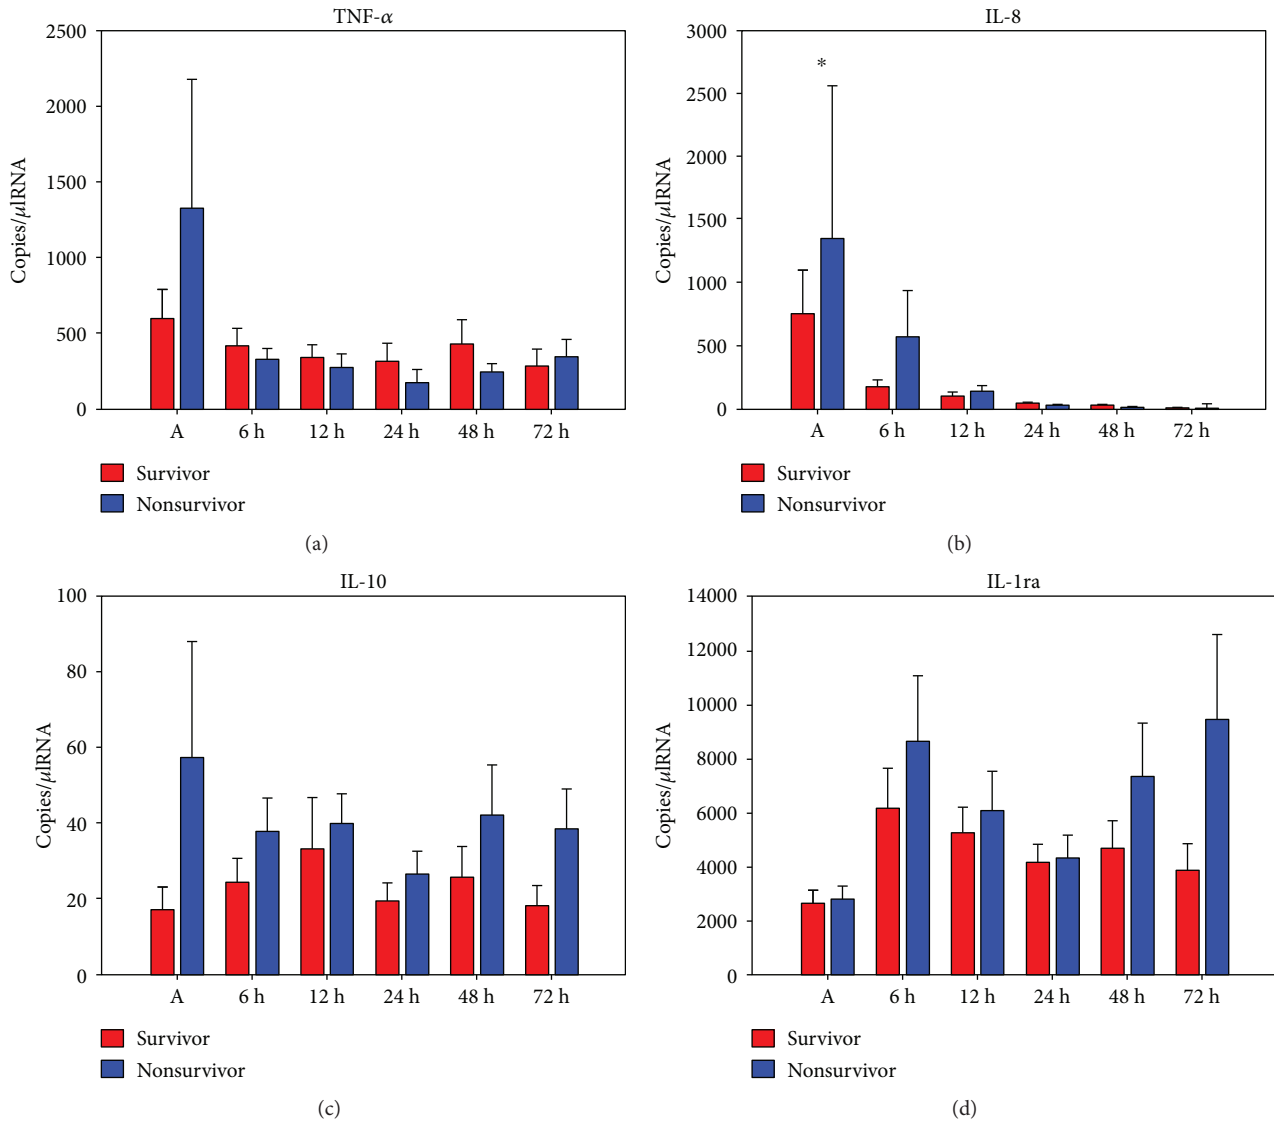 TNF-α
2500
2000
1500
1000
500
0
Copies/µlRNA
A 6 h 12 h 24 h 48 h 72 h
Survivor
Nonsurvivor
(a)
IL-8
3000
2500
2000
1500
1000
500
0
Copies/µlRNA
*
A 6 h 12 h 24 h 48 h 72 h
Survivor
Nonsurvivor
(b)
IL-10
100
80
60
40
20
0
Copies/µlRNA
A 6 h 12 h 24 h 48 h 72 h
Survivor
Nonsurvivor
(c)
IL-1ra
14000
12000
10000
8000
6000
4000
2000
0
Copies/µlRNA
A 6 h 12 h 24 h 48 h 72 h
Survivor
Nonsurvivor
(d)